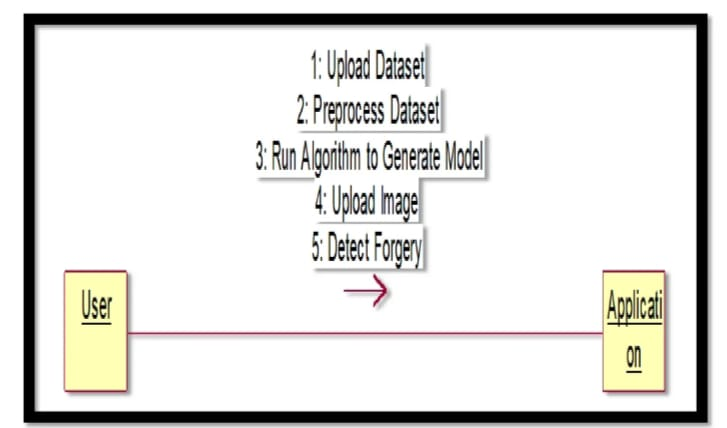 1: Upload Dataset
2: Preprocess Dataset
3: Run Algorithm to Generate Model
4: Upload Image
5: Detect Forgery
User
Applicati
on